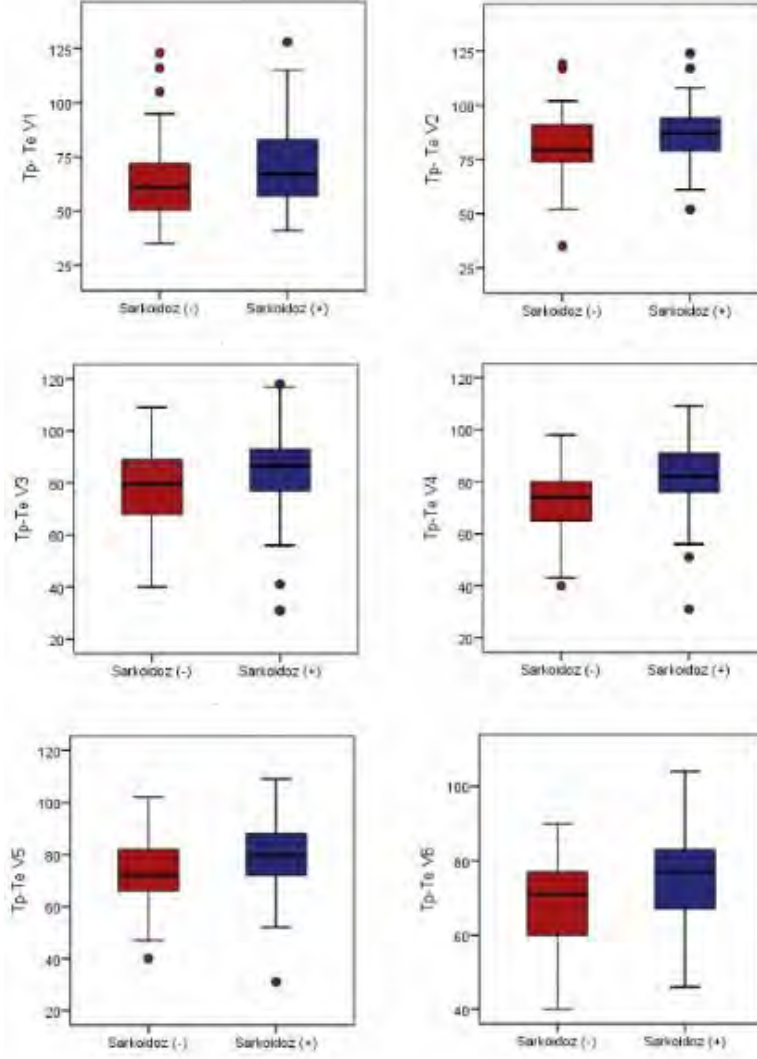 Tp- Te V1
125
100
75
50
25
Sarkoidoz (-) Sarkoidoz (+)
Tp- Te V2
125
100
75
50
25
Sarkoidoz (-) Sarkoidoz (+)
Tp-Te V3
120
100
80
60
40
20
Sarkoidoz (-) Sarkoidoz (+)
Tp-Te V4
120
100
80
60
40
20
Sarkoidoz (-) Sarkoidoz (+)
Tp-Te V5
120
100
80
60
40
20
Sarkoidoz (-) Sarkoidoz (+)
Tp-Te V6
100
80
60
40
Sarkoidoz (-) Sarkoidoz (+)